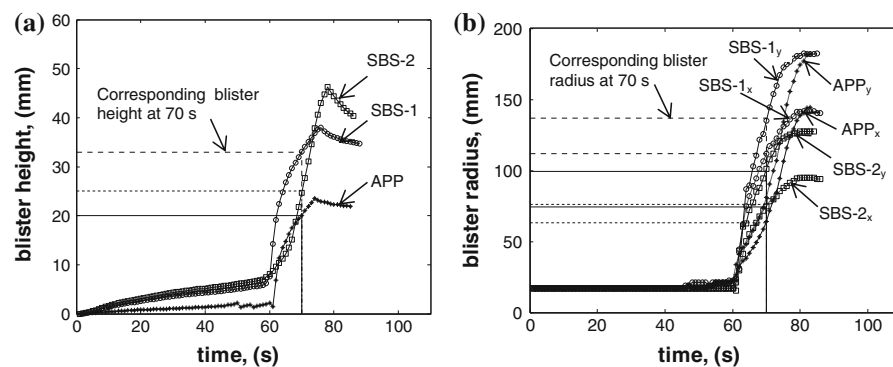 (a)
60
50
40
30
20
10
0
0
20
40
60
80
100
blister height, (mm)
time, (s)
Corresponding blister
height at 70 s
SBS-2
SBS-1
APP
(b)
200
150
100
50
0
0
20
40
60
80
100
blister radius, (mm)
time, (s)
Corresponding blister
radius at 70 s
SBS-1y
SBS-1x
APPy
APPx
SBS-2y
SBS-2x